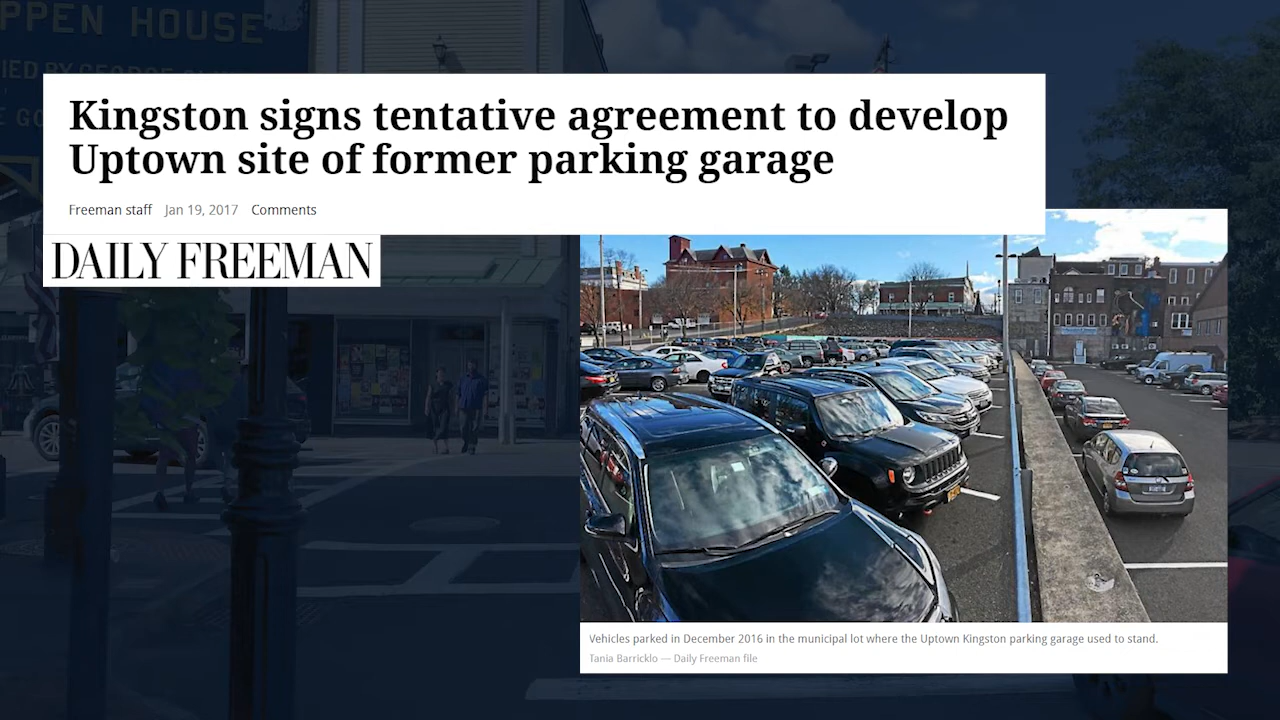 PPEN HOUSE
Kingston signs tentative agreement to develop
Uptown site of former parking garage
Freeman staff Jan 19, 2017 Comments
DAILY FREEMAN
Vehicles parked in December 2016 in the municipal lot where the Uptown Kingston parking garage used to stand.
Tania Barricklo — Daily Freeman file